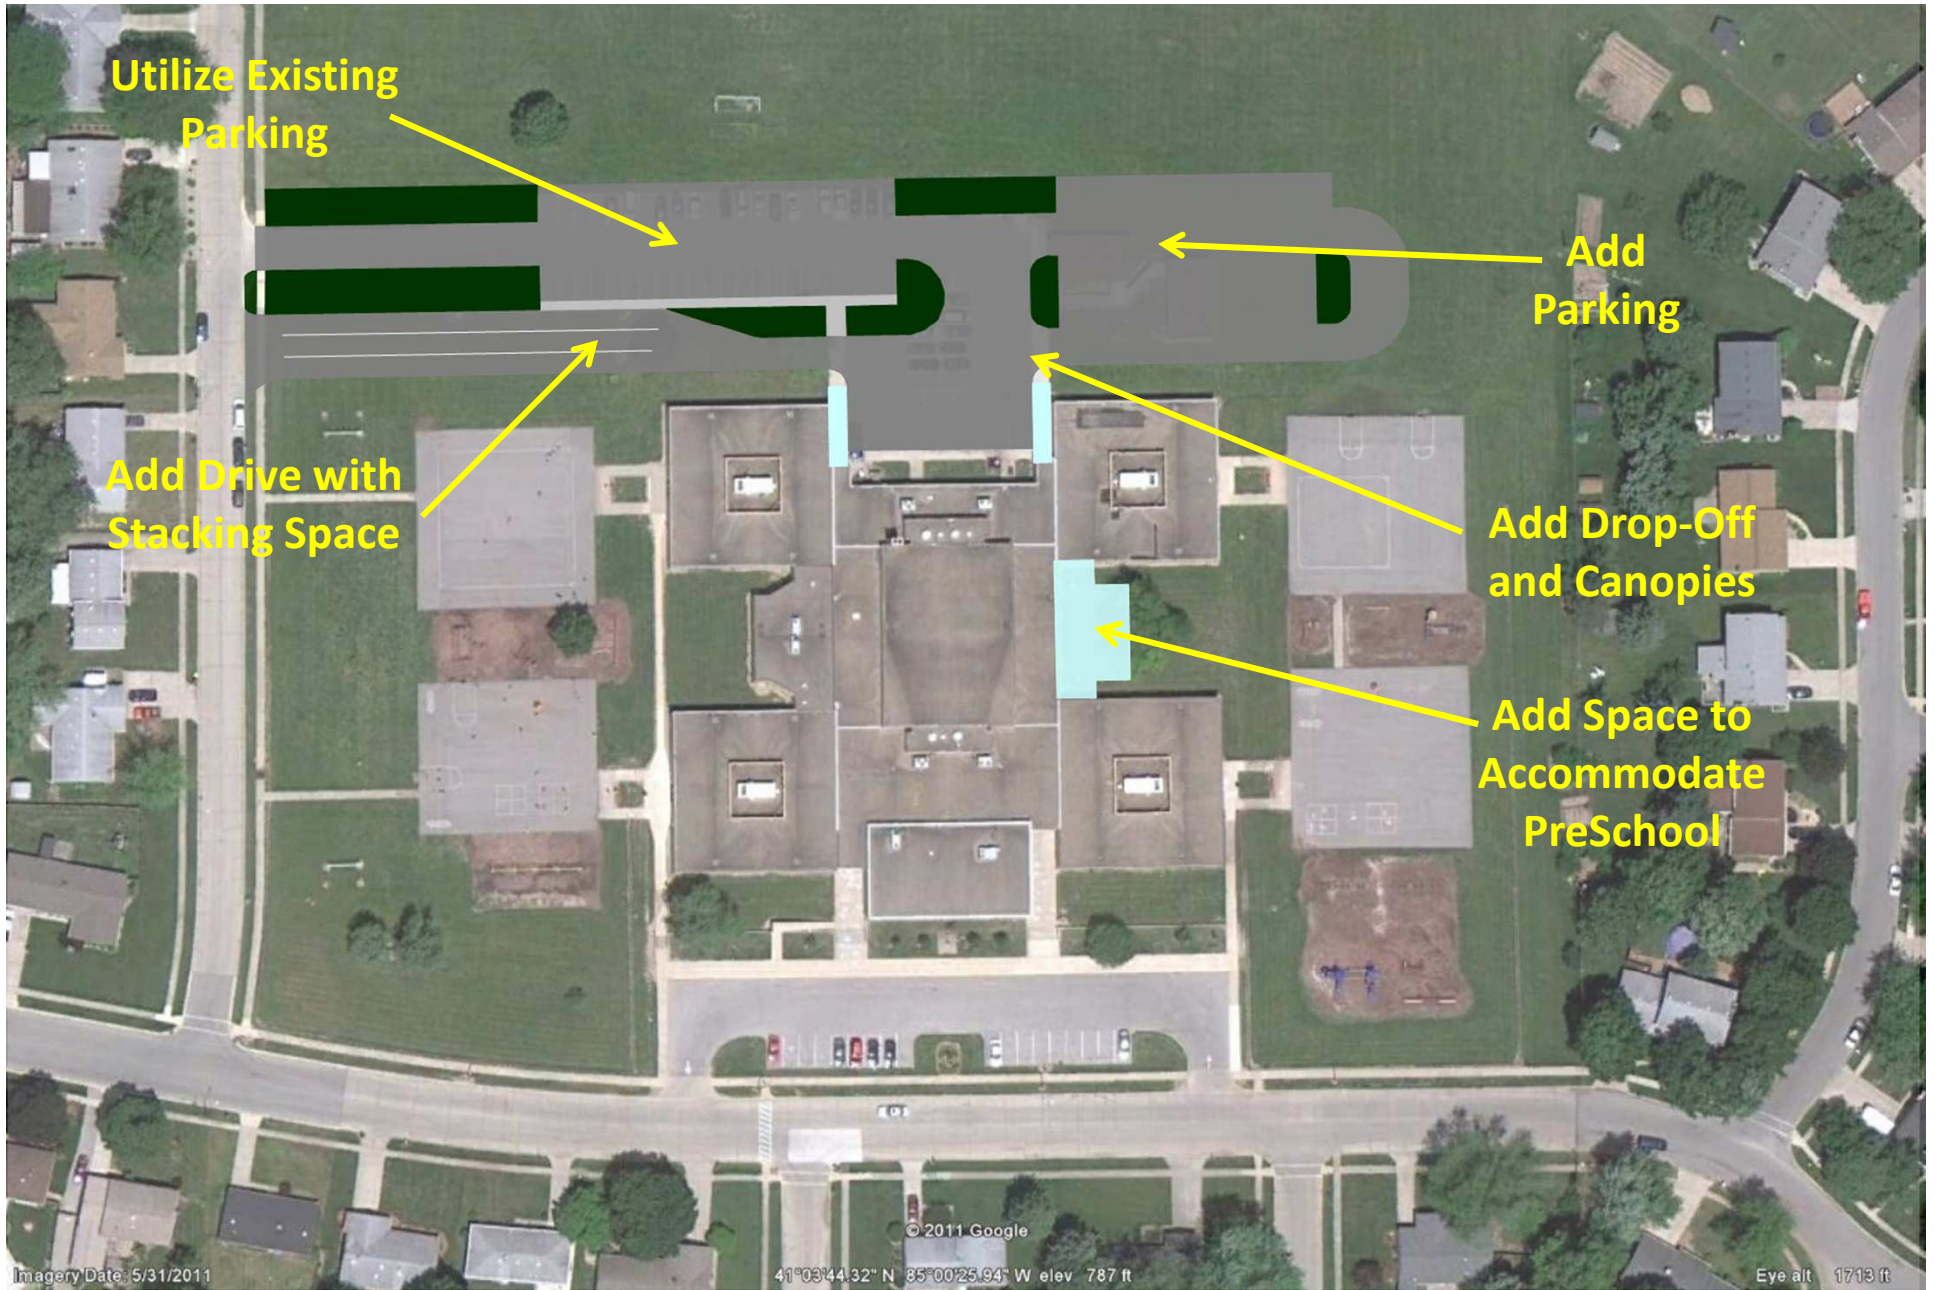 Utilize Existing
Parking
Add
Parking
Add Drive with
Stacking Space
Add Drop-Off
and Canopies
Add Space to
Accommodate
PreSchool
© 2011 Google
Imagery Date: 5/31/2011
41°03'44.32" N 85°00'25.94" W elev 787 ft
Eye alt 1713 ft